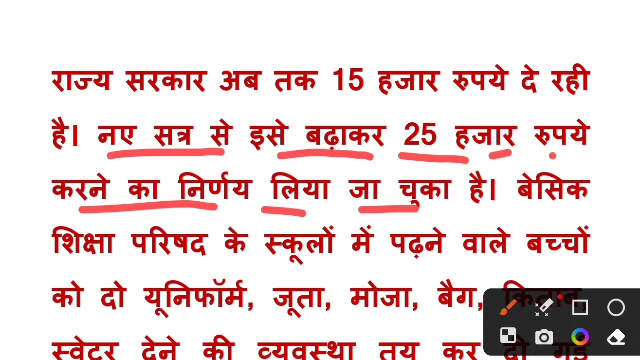 राज्य सरकार अब तक 15 हजार रुपये दे रही
है। नए सत्र से इसे बढ़ाकर 25 हजार रुपये
करने का निर्णय लिया जा चुका है। बेसिक
शिक्षा परिषद के स्कूलों में पढ़ने वाले बच्चों
को दो यूनिफॉर्म, जूता, मोजा, बैग, किताब,
स्वेटर देने की व्यवस्था तय कर दी गई